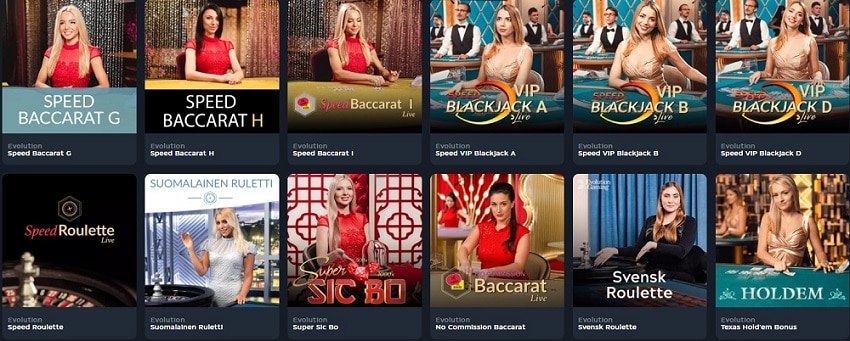 SPEED
BACCARAT G
Evolution
Speed Baccarat G
SPEED
BACCARAT H
Evolution
Speed Baccarat H
Speed Baccarat I
Live
Evolution
Speed Baccarat I
SPEED VIP
BLACKJACK A
Live
Evolution
Speed VIP Blackjack A
SPEED VIP
BLACKJACK B
Live
Evolution
Speed VIP Blackjack B
SPEED VIP
BLACKJACK D
Live
Evolution
Speed VIP Blackjack D
Speed Roulette
Live
Evolution
Speed Roulette
SUOMALAINEN RULETTI
Evolution
Suomalainen Ruletti
Super
SIC BO
Evolution
Super Sic Bo
Baccarat
Live
Evolution
No Commission Baccarat
Evolution
Gaming
Svensk
Roulette
Evolution
Svensk Roulette
HOLDEM
Evolution
Texas Hold'em Bonus